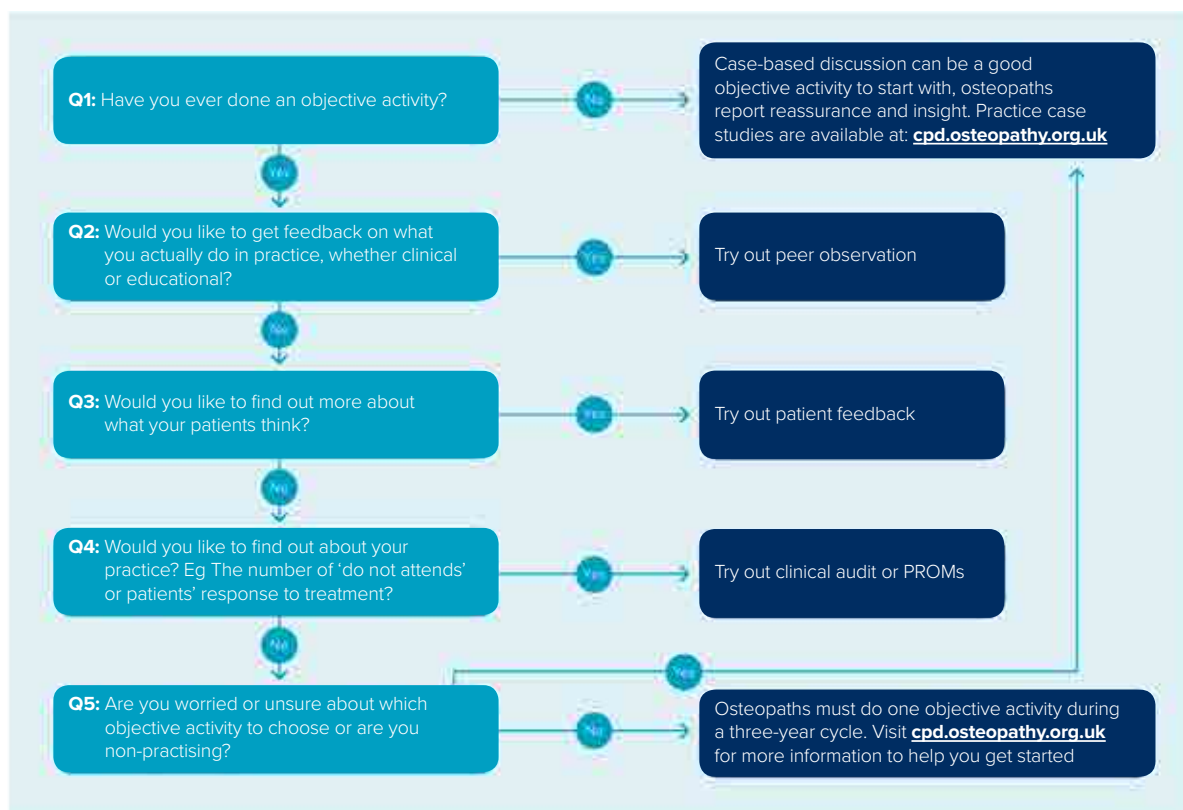 Q1: Have you ever done an objective activity?
No
Case-based discussion can be a good
objective activity to start with, osteopaths
report reassurance and insight. Practice case
studies are available at: cpd.osteopathy.org.uk
Yes
Q2: Would you like to get feedback on what
you actually do in practice, whether clinical
or educational?
Yes
Try out peer observation
No
Q3: Would you like to find out more about
what your patients think?
Yes
Try out patient feedback
No
Q4: Would you like to find out about your
practice? Eg The number of ‘do not attends’
or patients’ response to treatment?
Yes
Try out clinical audit or PROMs
No
Yes
Q5: Are you worried or unsure about which
objective activity to choose or are you
non-practising?
No
Osteopaths must do one objective activity during
a three-year cycle. Visit cpd.osteopathy.org.uk
for more information to help you get started